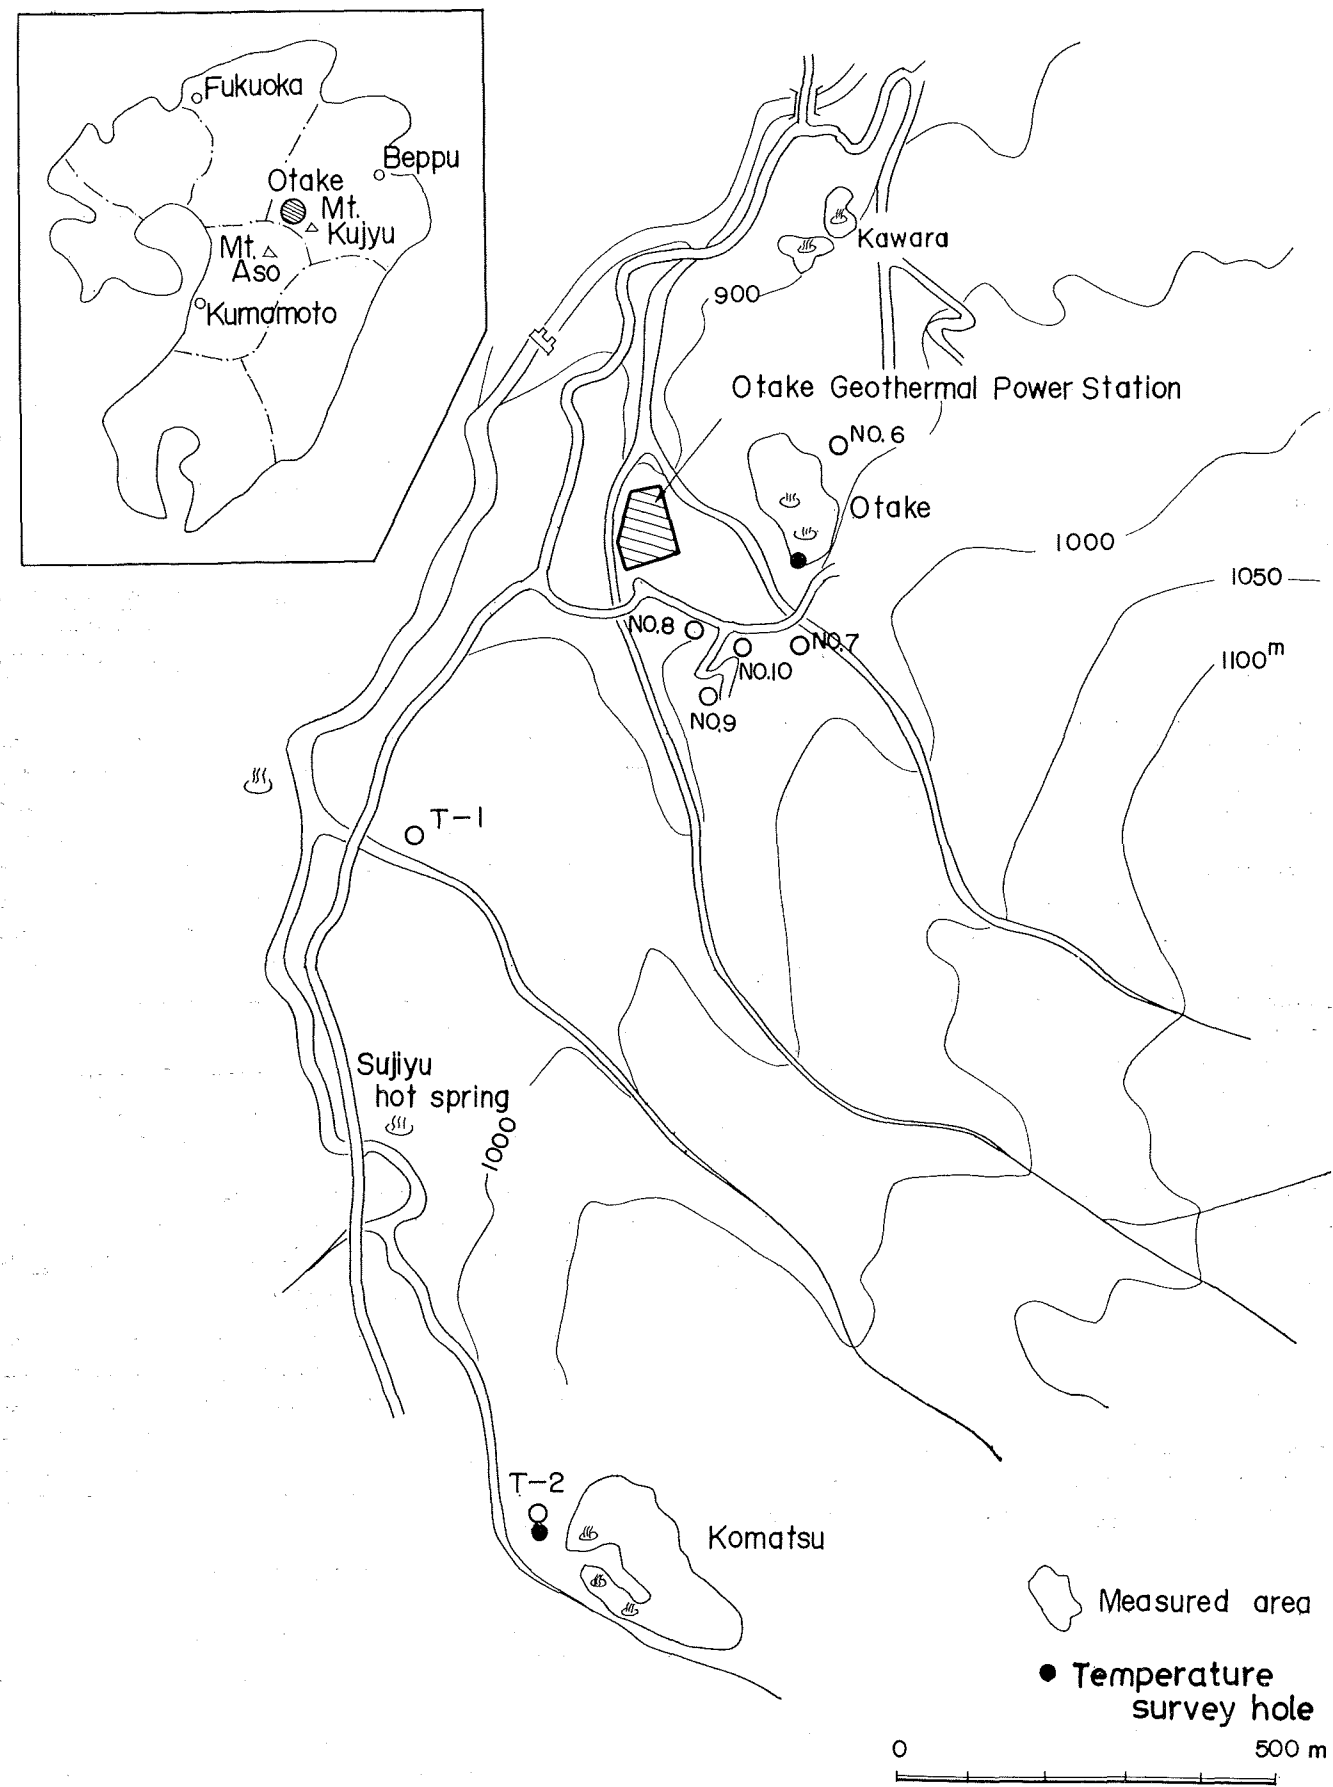 Fukuoka
Beppu
Otake
Mt.
Kujyu
Mt.
Aso
Kumamoto
Kawara
900
Otake Geothermal Power Station
NO.6
Otake
1000
1050
1100m
NO.8
NO.7
NO.10
NO.9
T-1
Sujiyu
hot spring
1000
T-2
Komatsu
Measured area
Temperature
survey hole
0
500 m